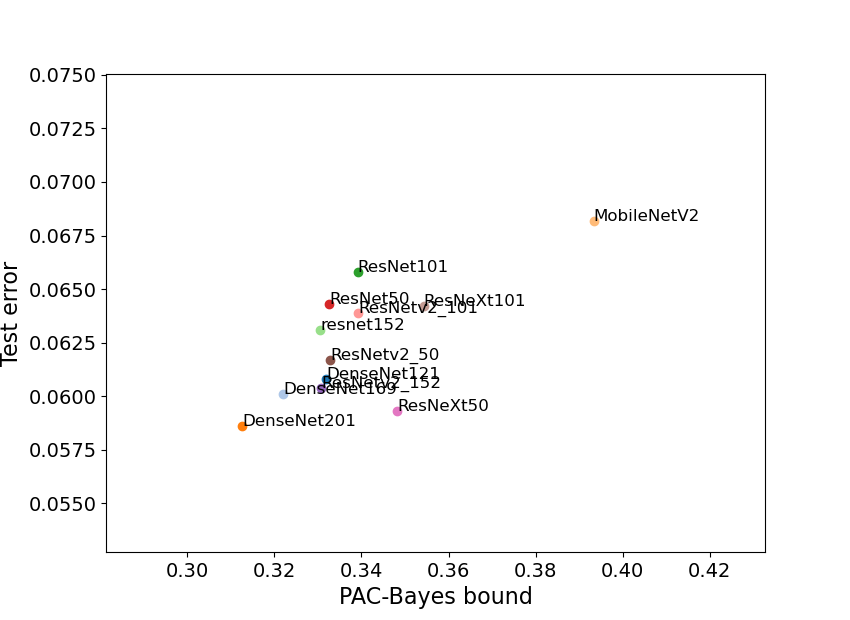 0.0750
0.0725
0.0700
0.0675
0.0650
0.0625
0.0600
0.0575
0.0550
Test error
MobileNetV2
ResNet101
ResNet50
ResNeXt101
ResNetv2_101
resnet152
ResNetv2_50
DenseNet121
ResNetv2_152
DenseNet169
ResNeXt50
DenseNet201
0.30 0.32 0.34 0.36 0.38 0.40 0.42
PAC-Bayes bound